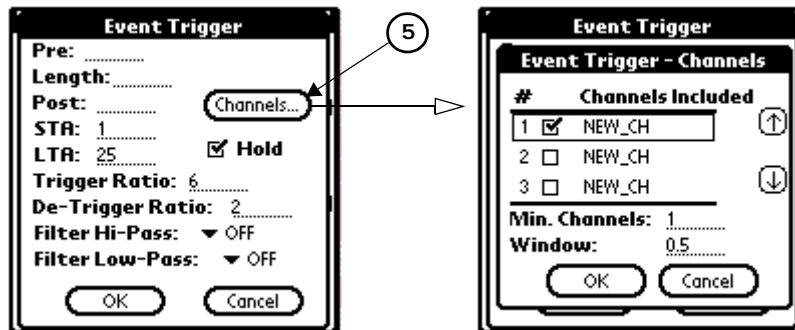 Event Trigger
Pre:
Length:
Post:
Channels...
STA: 1
LTA: 25
Hold
Trigger Ratio: 6
De-Trigger Ratio: 2
Filter Hi-Pass: OFF
Filter Low-Pass: OFF
OK Cancel
5
Event Trigger
Event Trigger - Channels
# Channels Included
1 NEW_CH
2 NEW_CH
3 NEW_CH
Min. Channels: 1
Window: 0.5
OK Cancel